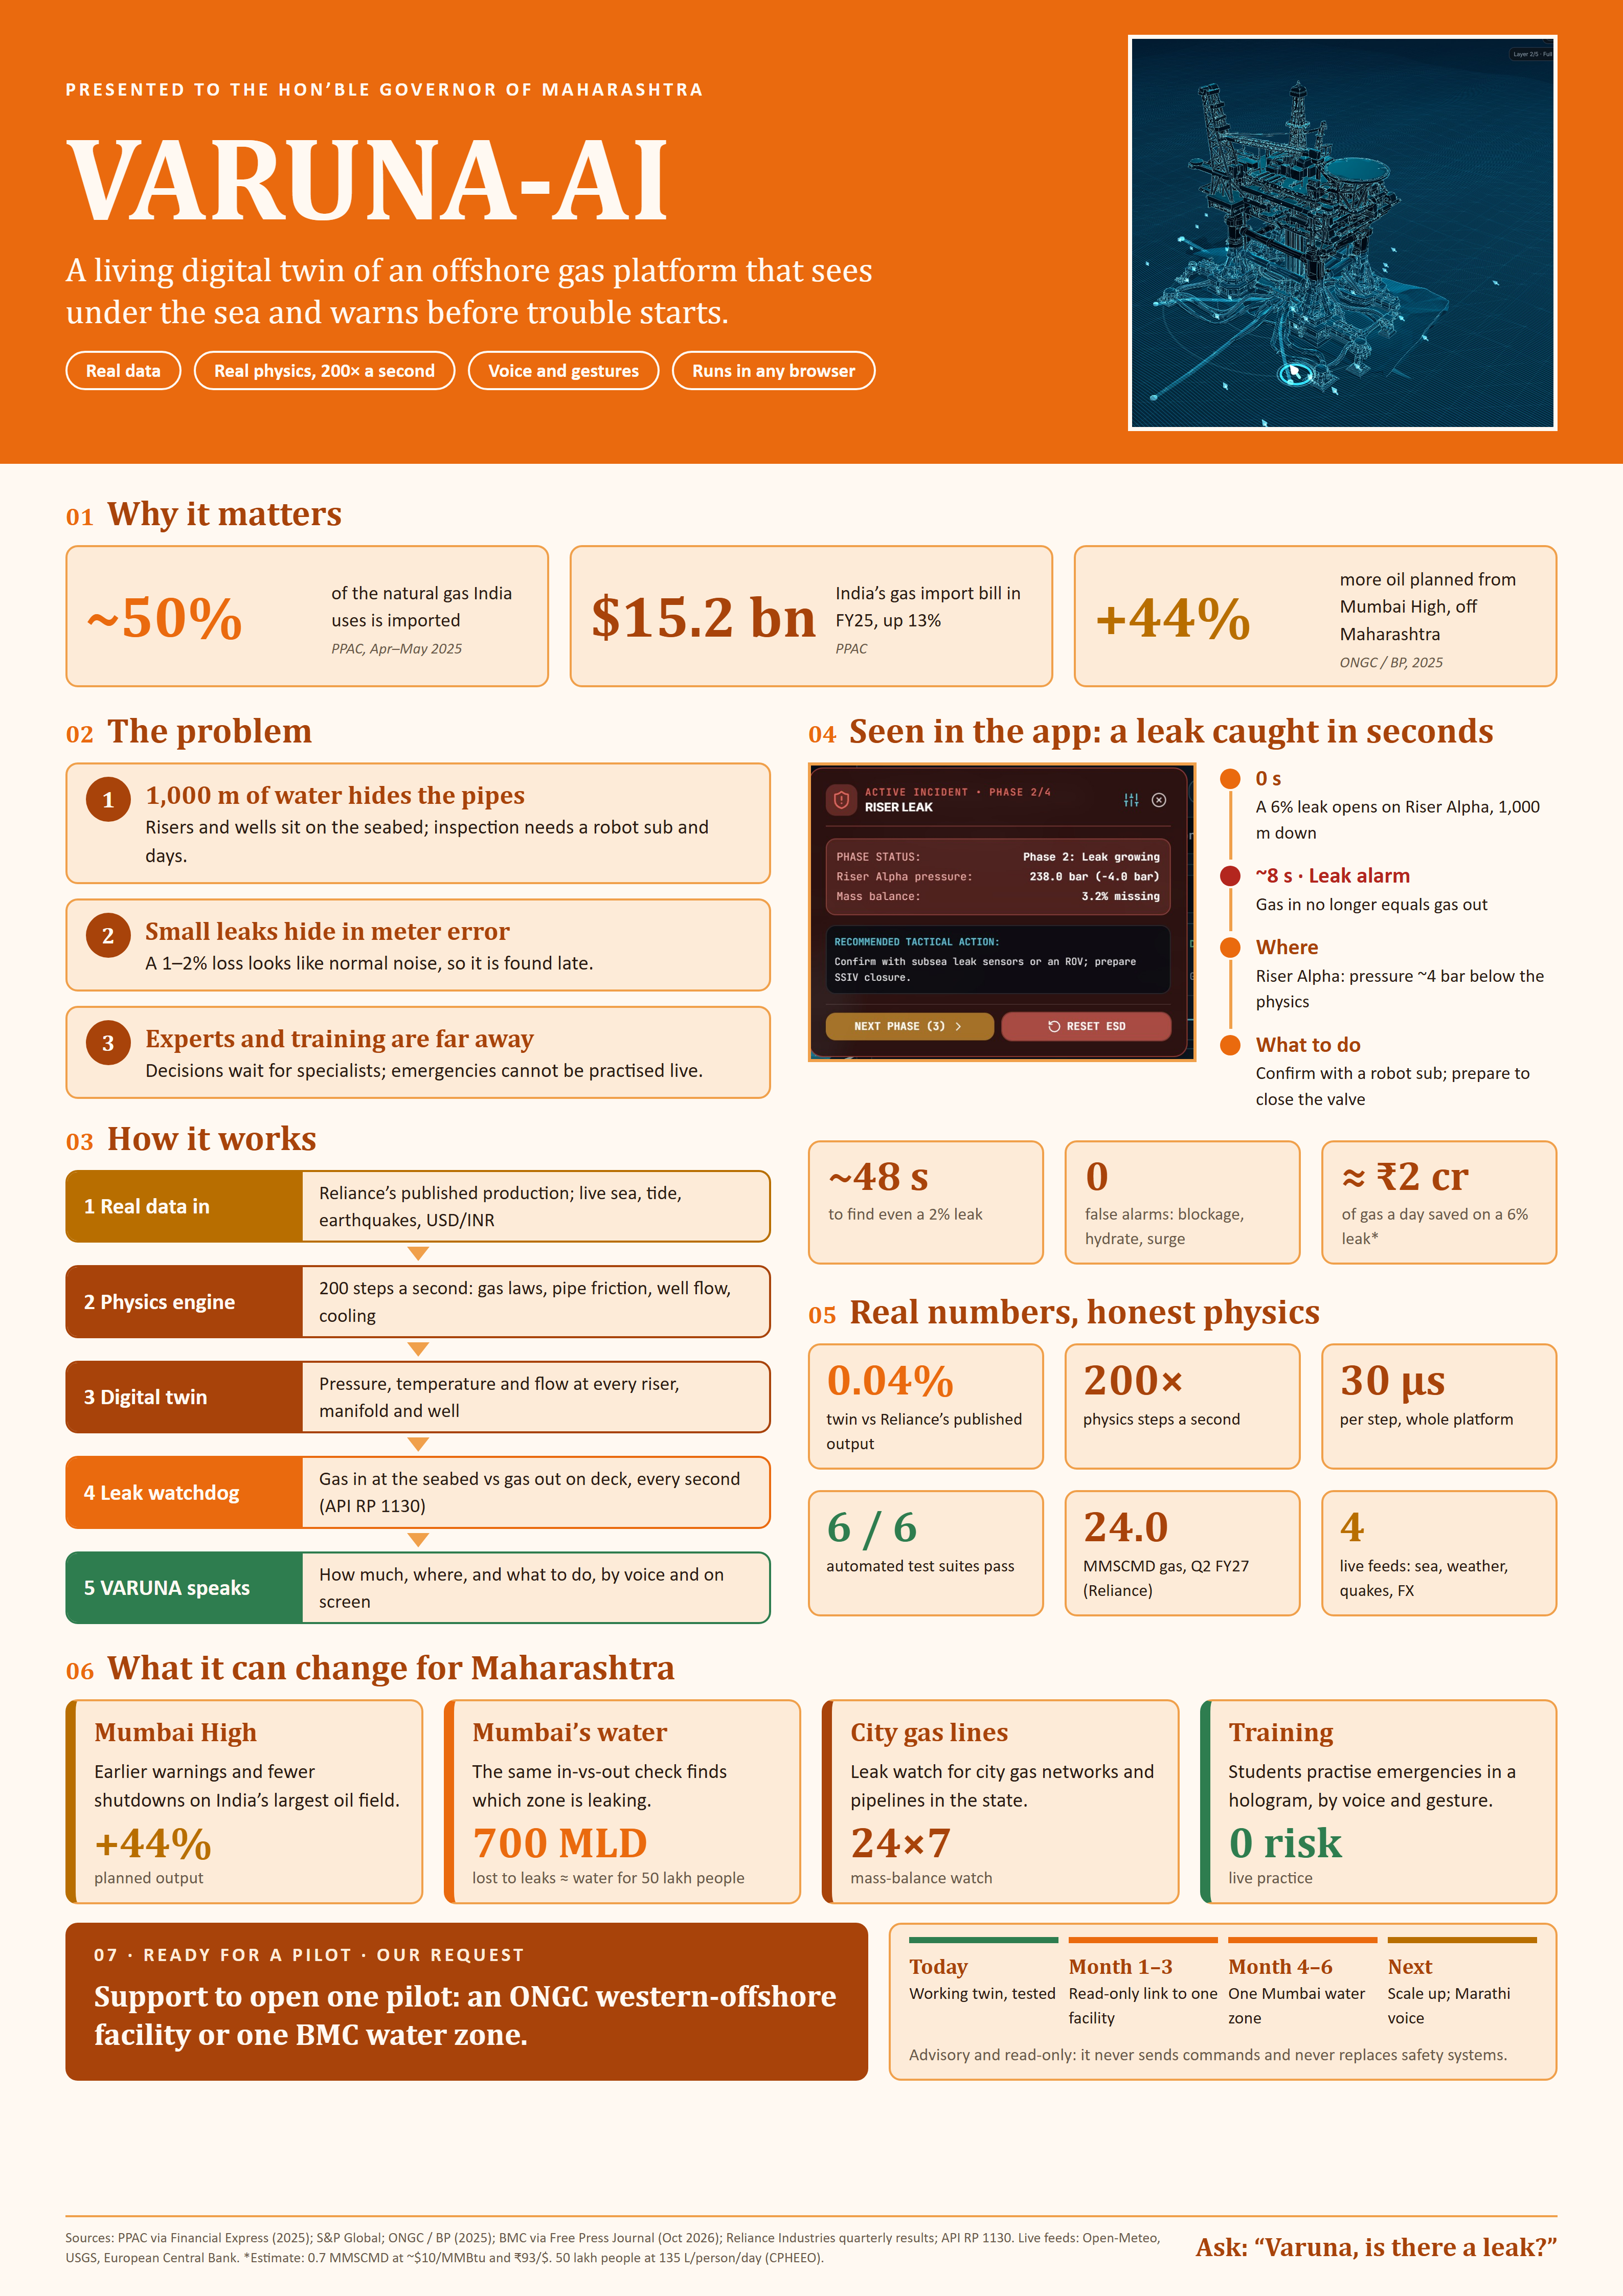 PRESENTED TO THE HON’BLE GOVERNOR OF MAHARASHTRA
VARUNA-AI
A living digital twin of an offshore gas platform that sees
under the sea and warns before trouble starts.
Real data
Real physics, 200× a second
Voice and gestures
Runs in any browser
Layer 2/5 · Full
01 Why it matters
~50%
of the natural gas India
uses is imported
PPAC, Apr–May 2025
$15.2 bn
India’s gas import bill in
FY25, up 13%
PPAC
+44%
more oil planned from
Mumbai High, off
Maharashtra
ONGC / BP, 2025
02 The problem
1
1,000 m of water hides the pipes
Risers and wells sit on the seabed; inspection needs a robot sub and
days.
2
Small leaks hide in meter error
A 1–2% loss looks like normal noise, so it is found late.
3
Experts and training are far away
Decisions wait for specialists; emergencies cannot be practised live.
03 How it works
1 Real data in
Reliance’s published production; live sea, tide,
earthquakes, USD/INR
2 Physics engine
200 steps a second: gas laws, pipe friction, well flow,
cooling
3 Digital twin
Pressure, temperature and flow at every riser,
manifold and well
4 Leak watchdog
Gas in at the seabed vs gas out on deck, every second
(API RP 1130)
5 VARUNA speaks
How much, where, and what to do, by voice and on
screen
04 Seen in the app: a leak caught in seconds
ACTIVE INCIDENT • PHASE 2/4
RISER LEAK
PHASE STATUS: Phase 2: Leak growing
Riser Alpha pressure: 238.0 bar (-4.0 bar)
Mass balance: 3.2% missing
RECOMMENDED TACTICAL ACTION:
Confirm with subsea leak sensors or an ROV; prepare
SSIV closure.
NEXT PHASE (3)
RESET ESD
0 s
A 6% leak opens on Riser Alpha, 1,000
m down
~8 s · Leak alarm
Gas in no longer equals gas out
Where
Riser Alpha: pressure ~4 bar below the
physics
What to do
Confirm with a robot sub; prepare to
close the valve
~48 s
to find even a 2% leak
0
false alarms: blockage,
hydrate, surge
≈ ₹2 cr
of gas a day saved on a 6%
leak*
05 Real numbers, honest physics
0.04%
twin vs Reliance’s published
output
200×
physics steps a second
30 µs
per step, whole platform
6 / 6
automated test suites pass
24.0
MMSCMD gas, Q2 FY27
(Reliance)
4
live feeds: sea, weather,
quakes, FX
06 What it can change for Maharashtra
Mumbai High
Earlier warnings and fewer
shutdowns on India’s largest oil field.
+44%
planned output
Mumbai’s water
The same in-vs-out check finds
which zone is leaking.
700 MLD
lost to leaks ≈ water for 50 lakh people
City gas lines
Leak watch for city gas networks and
pipelines in the state.
24×7
mass-balance watch
Training
Students practise emergencies in a
hologram, by voice and gesture.
0 risk
live practice
07 · READY FOR A PILOT · OUR REQUEST
Support to open one pilot: an ONGC western-offshore
facility or one BMC water zone.
Today
Working twin, tested
Month 1–3
Read-only link to one
facility
Month 4–6
One Mumbai water
zone
Next
Scale up; Marathi
voice
Advisory and read-only: it never sends commands and never replaces safety systems.
Sources: PPAC via Financial Express (2025); S&P Global; ONGC / BP (2025); BMC via Free Press Journal (Oct 2026); Reliance Industries quarterly results; API RP 1130. Live feeds: Open-Meteo,
USGS, European Central Bank. *Estimate: 0.7 MMSCMD at ~$10/MMBtu and ₹93/$. 50 lakh people at 135 L/person/day (CPHEEO).
Ask: “Varuna, is there a leak?”